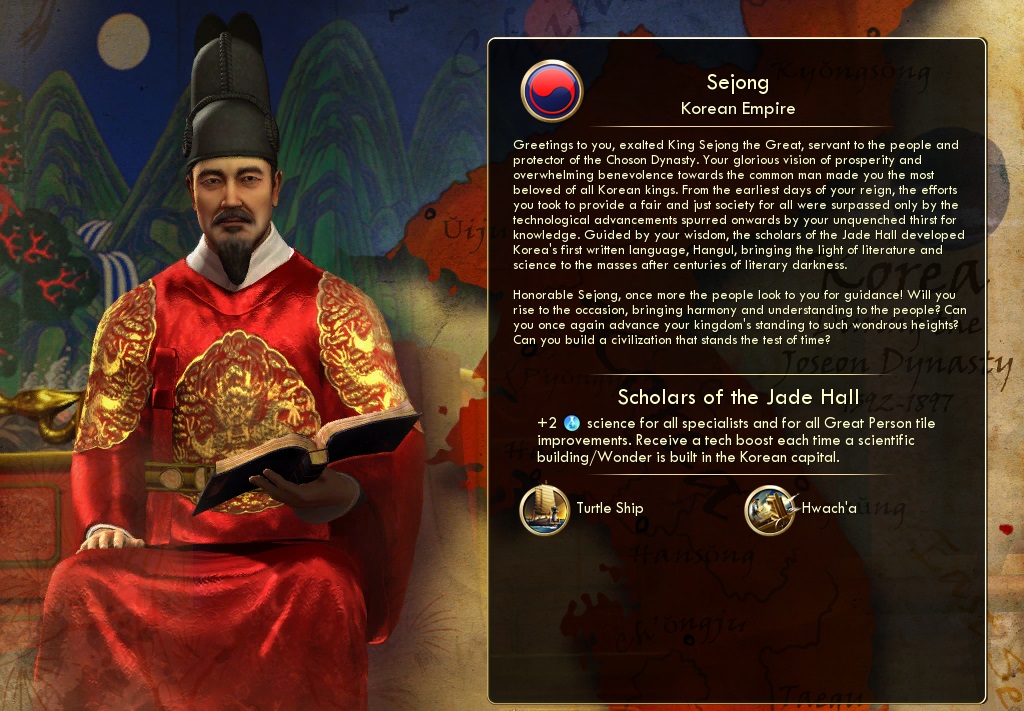 Sejong
Korean Empire
Greetings to you, exalted King Sejong the Great, servant to the people and
protector of the Choson Dynasty. Your glorious vision of prosperity and
overwhelming benevolence towards the common man made you the most
beloved of all Korean kings. From the earliest days of your reign, the efforts
you took to provide a fair and just society for all were surpassed only by the
technological advancements spurred onwards by your unquenched thirst for
knowledge. Guided by your wisdom, the scholars of the Jade Hall developed
Korea's first written language, Hangul, bringing the light of literature and
science to the masses after centuries of literary darkness.
Honorable Sejong, once more the people look to you for guidance! Will you
rise to the occasion, bringing harmony and understanding to the people? Can
you once again advance your kingdom's standing to such wondrous heights?
Can you build a civilization that stands the test of time?
Scholars of the Jade Hall
+2 science for all specialists and for all Great Person tile
improvements. Receive a tech boost each time a scientific
building/Wonder is built in the Korean capital.
Turtle Ship
Hwach'a
Kyŏngsŏng
Korea
Joseon Dynasty
1392-1897
Hansŏng
Taegu